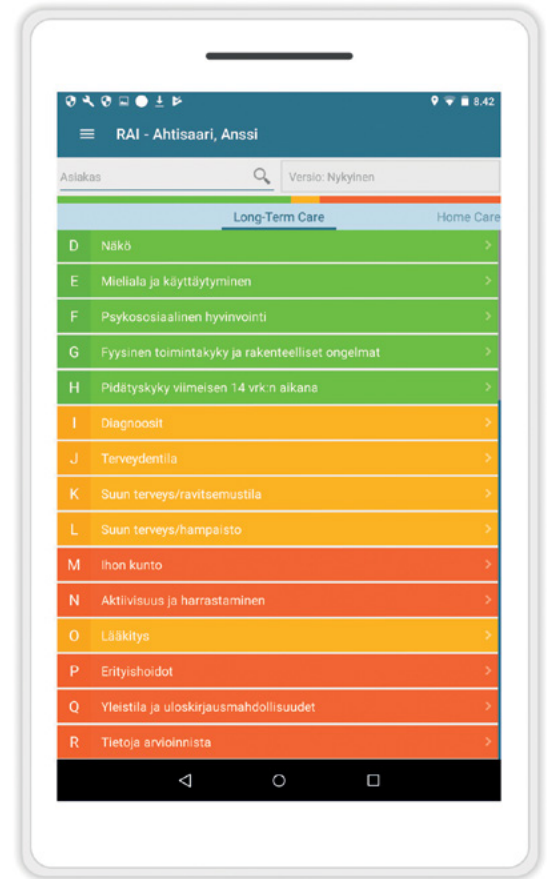 8.42
RAI - Ahtisaari, Anssi
Asiakas Versio: Nykyinen
Long-Term Care Home Care
D Näkö
E Mieliala ja käyttäytyminen
F Psykososiaalinen hyvinvointi
G Fyysinen toimintakyky ja rakenteelliset ongelmat
H Pidätyskyky viimeisen 14 vrk:n aikana
I Diagnoosit
J Terveydentila
K Suun terveys/ravitsemustila
L Suun terveys/hampaisto
M Ihon kunto
N Aktiivisuus ja harrastaminen
O Lääkitys
P Erityishoidot
Q Yleistila ja uloskirjausmahdollisuudet
R Tietoja arvioinnista